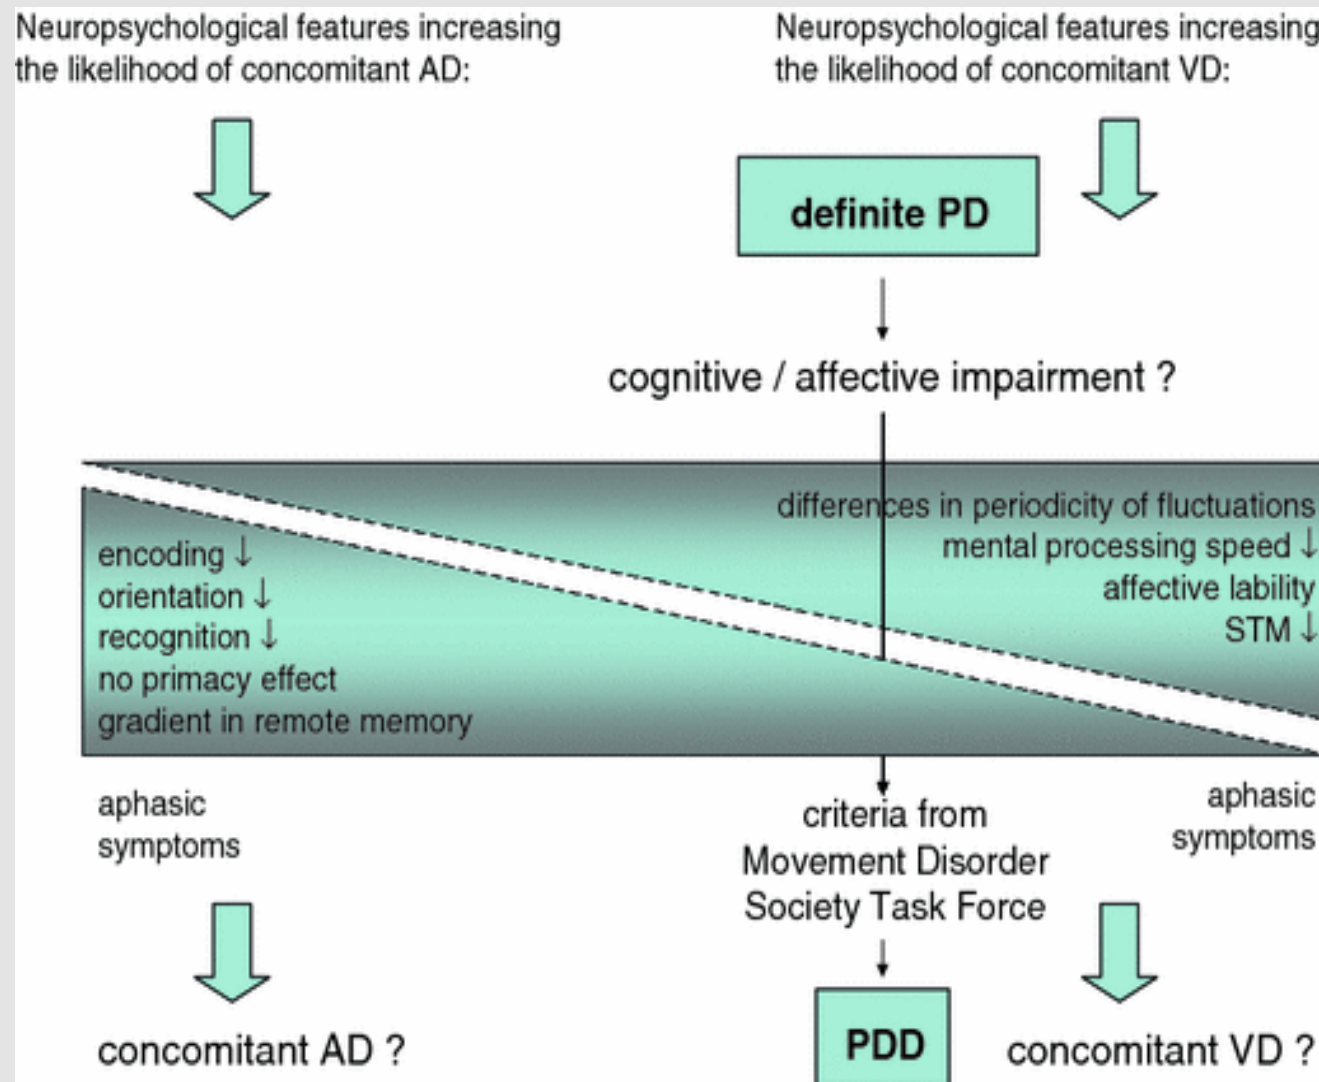 Neuropsychological features increasing
the likelihood of concomitant AD:
Neuropsychological features increasing
the likelihood of concomitant VD:
definite PD
cognitive / affective impairment ?
differences in periodicity of fluctuations
mental processing speed ↓
affective lability
STM ↓
encoding ↓
orientation ↓
recognition ↓
no primacy effect
gradient in remote memory
aphasic
symptoms
criteria from
Movement Disorder
Society Task Force
aphasic
symptoms
concomitant AD ?
PDD
concomitant VD ?